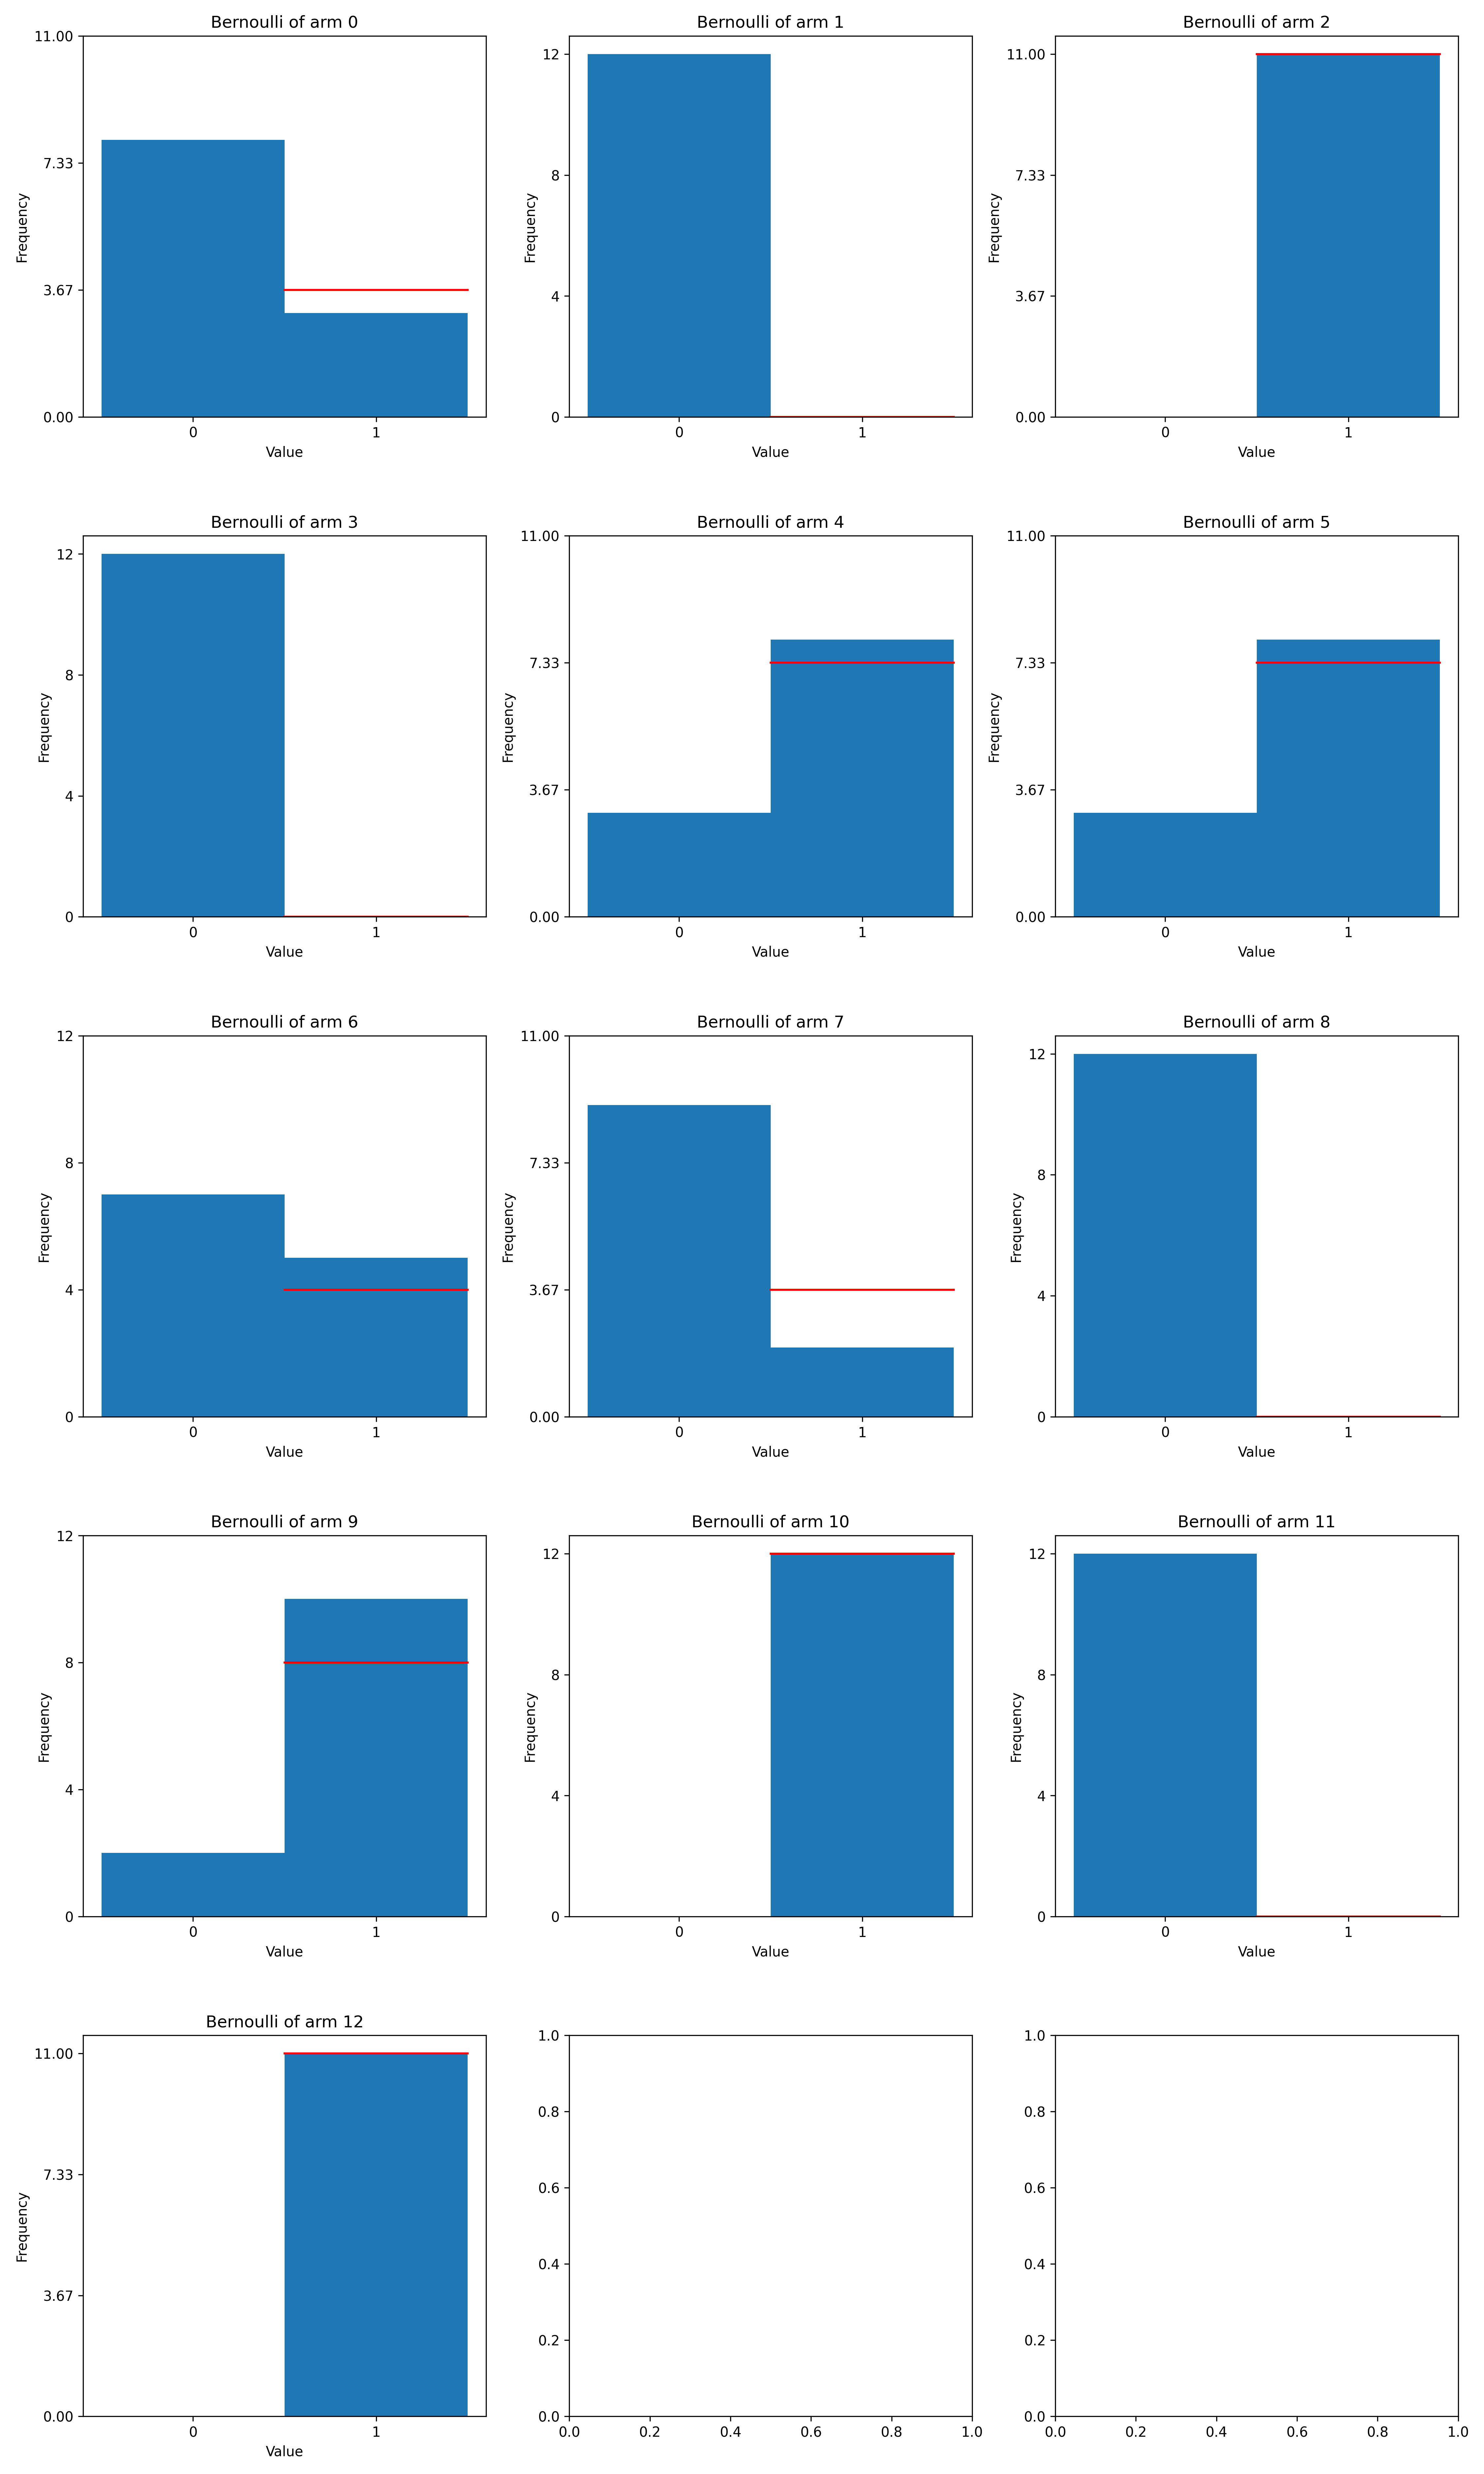 Bernoulli of arm 0
11.00
7.33
3.67
0.00
Frequency
0 1
Value
Bernoulli of arm 1
12
8
4
0
Frequency
0 1
Value
Bernoulli of arm 2
11.00
7.33
3.67
0.00
Frequency
0 1
Value
Bernoulli of arm 3
12
8
4
0
Frequency
0 1
Value
Bernoulli of arm 4
11.00
7.33
3.67
0.00
Frequency
0 1
Value
Bernoulli of arm 5
11.00
7.33
3.67
0.00
Frequency
0 1
Value
Bernoulli of arm 6
12
8
4
0
Frequency
0 1
Value
Bernoulli of arm 7
11.00
7.33
3.67
0.00
Frequency
0 1
Value
Bernoulli of arm 8
12
8
4
0
Frequency
0 1
Value
Bernoulli of arm 9
12
8
4
0
Frequency
0 1
Value
Bernoulli of arm 10
12
8
4
0
Frequency
0 1
Value
Bernoulli of arm 11
12
8
4
0
Frequency
0 1
Value
Bernoulli of arm 12
11.00
7.33
3.67
0.00
Frequency
0 1
Value
1.0
0.8
0.6
0.4
0.2
0.0
0.0 0.2 0.4 0.6 0.8 1.0
1.0
0.8
0.6
0.4
0.2
0.0
0.0 0.2 0.4 0.6 0.8 1.0